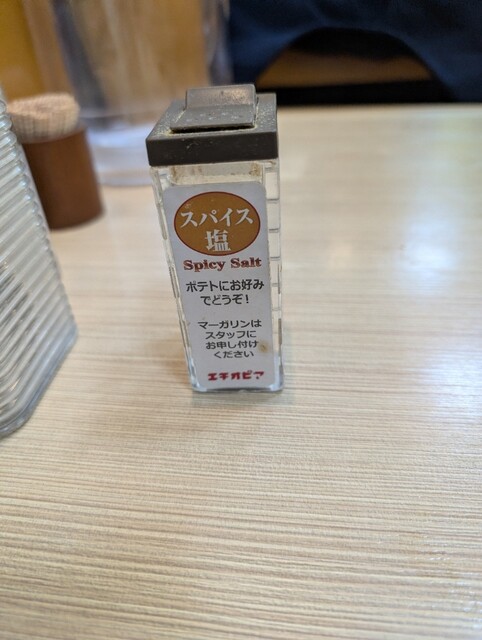 スパイス
塩
Spicy Salt
ポテトにお好み
でどうぞ!
マーガリンは
スタッフに
お申し付け
ください
エチオピア